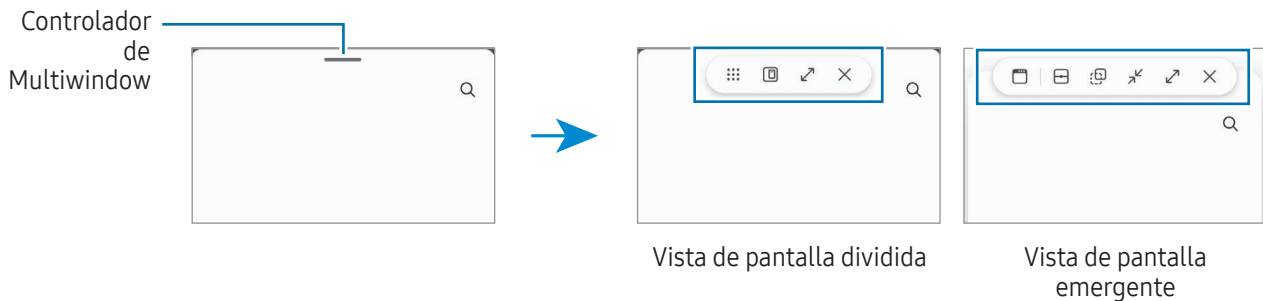 Controlador
de
Multiwindow
Vista de pantalla dividida
Vista de pantalla
emergente